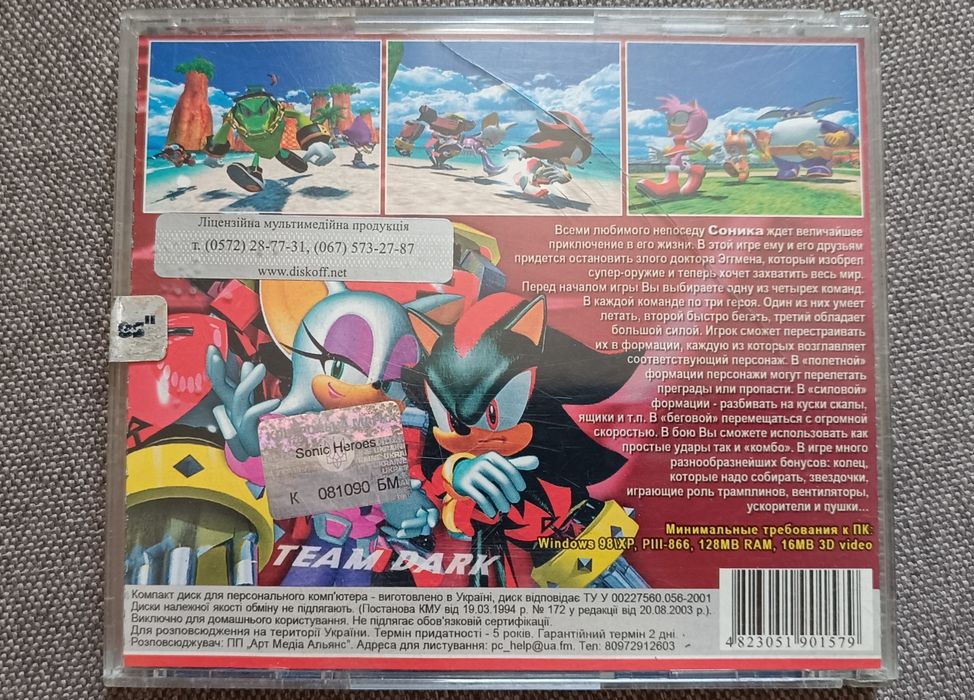 Ліцензійна мультимедійна продукція
т. (0572) 28-77-31, (067) 573-27-87
www.diskoff.net
Всеми любимого непоседу Соника ждет величайшее
приключение в его жизни. В этой игре ему и его друзьям
придется остановить злого доктора Эггмена, который изобрел
супер-оружие и теперь хочет захватить весь мир.
Перед началом игры Вы выбираете одну из четырех команд.
В каждой команде по три героя. Один из них умеет
летать, второй быстро бегать, третий обладает
большой силой. Игрок сможет перестраивать
их в формации, каждую из которых возглавляет
соответствующий персонаж. В «полетной»
формации персонажи могут перелетать
преграды или пропасти. В «силовой»
формации - разбивать на куски скалы,
ящики и т.п. В «беговой» перемещаться с огромной
скоростью. В бою Вы сможете использовать как
простые удары так и «комбо». В игре много
разнообразнейших бонусов: колец,
которые надо собирать, звездочки,
играющие роль трамплинов, вентиляторы,
ускорители и пушки...
Sonic Heroes
К 081090 БМ
TEAM DARK
Минимальные требования к ПК:
Windows 98\XP, PIII-866, 128MB RAM, 16MB 3D video
Компакт диск для персонального комп'ютера - виготовлено в Україні, диск відповідає ТУ У 00227560.056-2001
Диски належної якості обміну не підлягають. (Постанова КМУ від 19.03.1994 р. № 172 у редакції від 20.08.2003 р.).
Виключно для домашнього користування. Не підлягає обов'язковій сертифікації.
Для розповсюдження на території України. Термін придатності - 5 років. Гарантійний термін 2 дні.
Розповсюджувач: ПП „Арт Медіа Альянс". Адреса для листування: pc_help@ua.fm. Тел: 80972912603
4 823051 901579